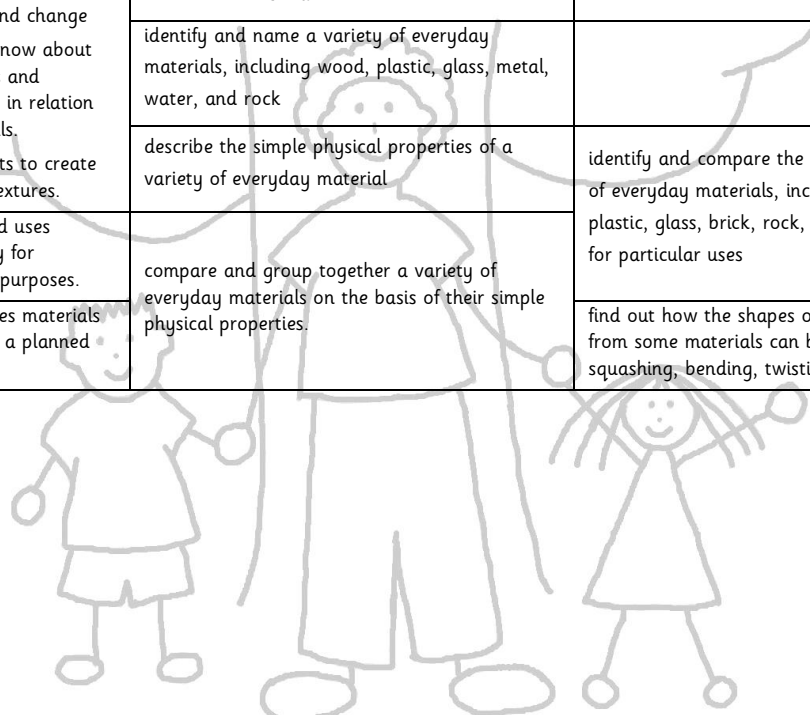 nd change
now about
and
in relation
ls.
ts to create
extures.
d uses
y for
purposes.
es materials
a planned
identify and name a variety of everyday
materials, including wood, plastic, glass, metal,
water, and rock
describe the simple physical properties of a
variety of everyday material
compare and group together a variety of
everyday materials on the basis of their simple
physical properties.
identify and compare the
of everyday materials, inc
plastic, glass, brick, rock,
for particular uses
find out how the shapes o
from some materials can b
squashing, bending, twisti